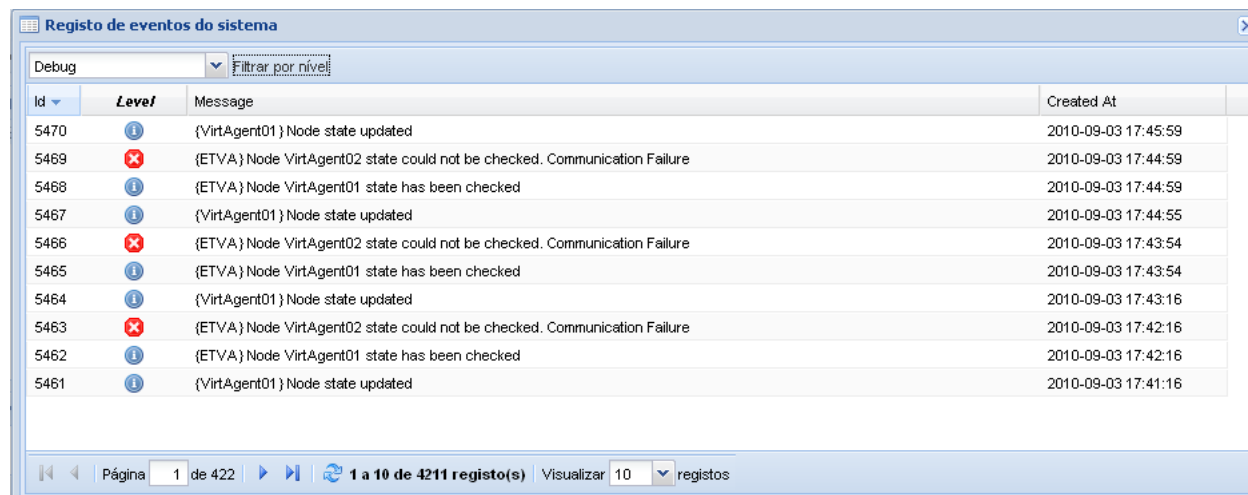 Registo de eventos do sistema
Debug Filtrar por nível
Id Level Message Created At
5470 {VirtAgent01} Node state updated 2010-09-03 17:45:59
5469 {ETVA} Node VirtAgent02 state could not be checked. Communication Failure 2010-09-03 17:44:59
5468 {ETVA} Node VirtAgent01 state has been checked 2010-09-03 17:44:59
5467 {VirtAgent01} Node state updated 2010-09-03 17:44:55
5466 {ETVA} Node VirtAgent02 state could not be checked. Communication Failure 2010-09-03 17:43:54
5465 {ETVA} Node VirtAgent01 state has been checked 2010-09-03 17:43:54
5464 {VirtAgent01} Node state updated 2010-09-03 17:43:16
5463 {ETVA} Node VirtAgent02 state could not be checked. Communication Failure 2010-09-03 17:42:16
5462 {ETVA} Node VirtAgent01 state has been checked 2010-09-03 17:42:16
5461 {VirtAgent01} Node state updated 2010-09-03 17:41:16
Página 1 de 422 1 a 10 de 4211 registo(s) Visualizar 10 registos